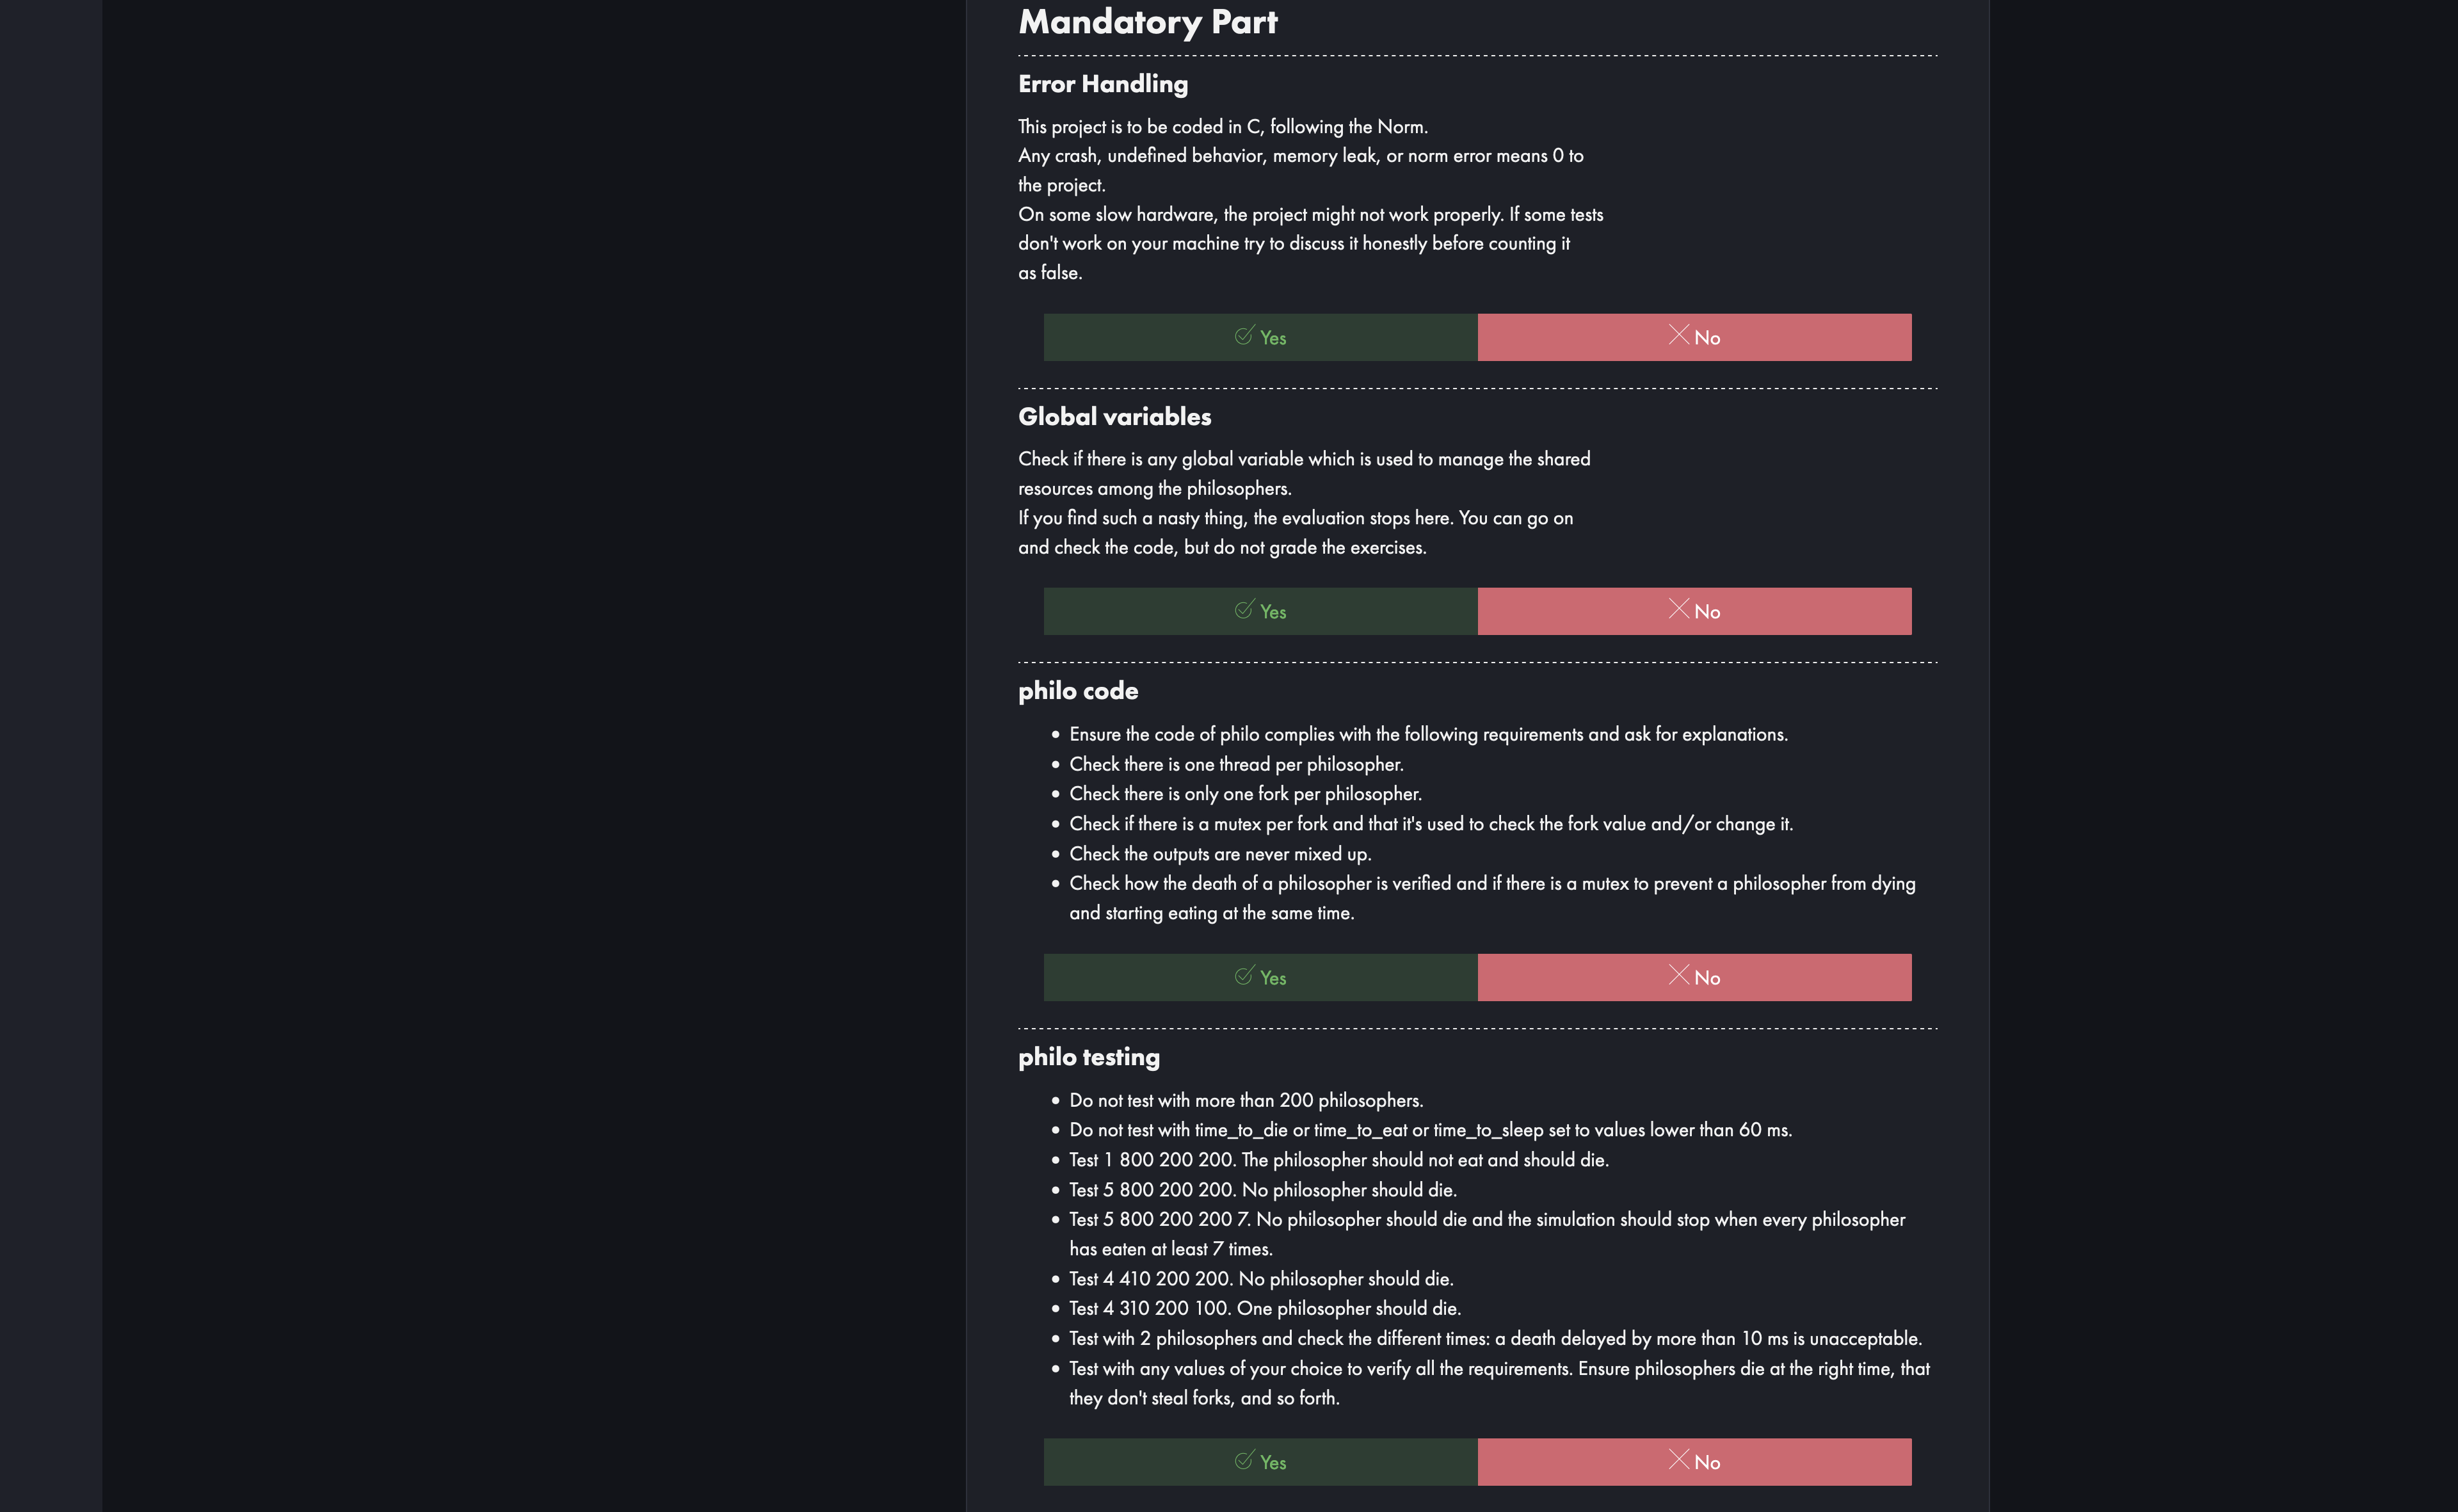 Mandatory Part
Error Handling
This project is to be coded in C, following the Norm.
Any crash, undefined behavior, memory leak, or norm error means 0 to
the project.
On some slow hardware, the project might not work properly. If some tests
don't work on your machine try to discuss it honestly before counting it
as false.
Yes
No
Global variables
Check if there is any global variable which is used to manage the shared
resources among the philosophers.
If you find such a nasty thing, the evaluation stops here. You can go on
and check the code, but do not grade the exercises.
Yes
No
philo code
• Ensure the code of philo complies with the following requirements and ask for explanations.
• Check there is one thread per philosopher.
• Check there is only one fork per philosopher.
• Check if there is a mutex per fork and that it's used to check the fork value and/or change it.
• Check the outputs are never mixed up.
• Check how the death of a philosopher is verified and if there is a mutex to prevent a philosopher from dying
and starting eating at the same time.
Yes
No
philo testing
• Do not test with more than 200 philosophers.
• Do not test with time_to_die or time_to_eat or time_to_sleep set to values lower than 60 ms.
• Test 1 800 200 200. The philosopher should not eat and should die.
• Test 5 800 200 200. No philosopher should die.
• Test 5 800 200 200 7. No philosopher should die and the simulation should stop when every philosopher
has eaten at least 7 times.
• Test 4 410 200 200. No philosopher should die.
• Test 4 310 200 100. One philosopher should die.
• Test with 2 philosophers and check the different times: a death delayed by more than 10 ms is unacceptable.
• Test with any values of your choice to verify all the requirements. Ensure philosophers die at the right time, that
they don't steal forks, and so forth.
Yes
No